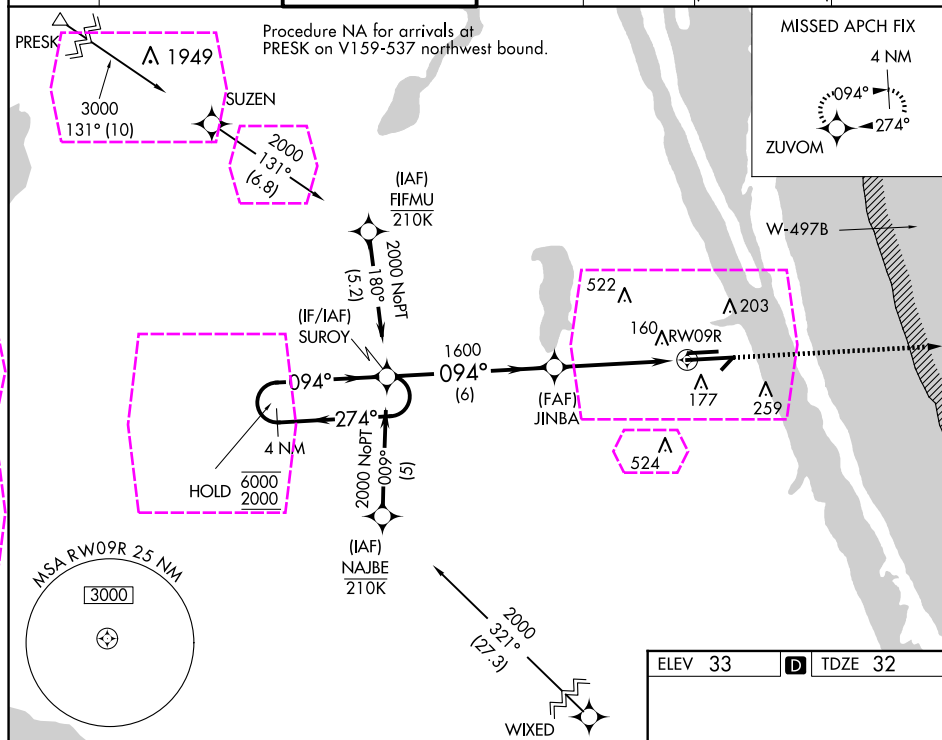 Procedure NA for arrivals at
PRESK on V159-537 northwest bound.
MISSED APCH FIX
4 NM
094°
274°
ZUVOM
PRESK
1949
3000
131° (10)
SUZEN
2000
131°
(6.8)
(IAF)
FIFMU
210K
2000 NoPT
180°
(5.2)
W-497B
522
203
160
RW09R
177
259
(IF/IAF)
SUROY
1600
094°
(6)
(FAF)
JINBA
094°
274°
4 NM
HOLD
6000
2000
524
2000 NoPT
009°
(5)
(IAF)
NAJBE
210K
MSA RW09R 25 NM
3000
2000
321°
(27.3)
WIXED
ELEV 33
D
TDZE 32